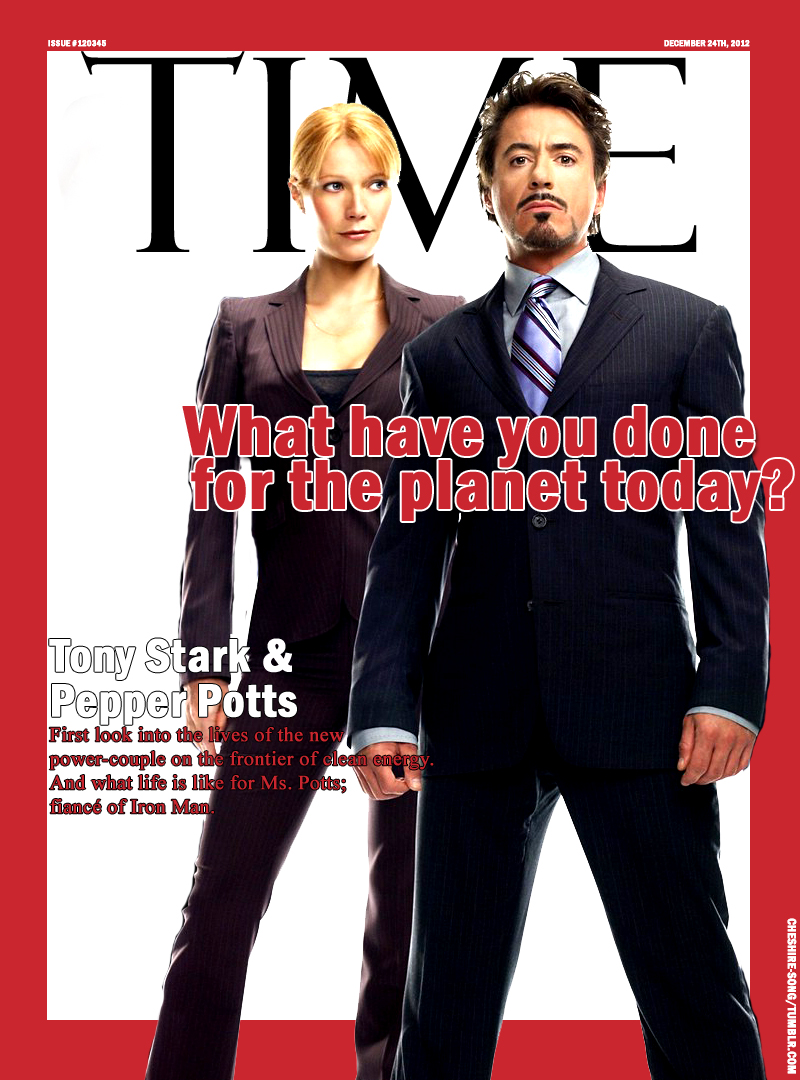 ISSUE #120345
DECEMBER 24TH, 2012
TIME
What have you done
for the planet today?
Tony Stark &
Pepper Potts
First look into the lives of the new
power-couple on the frontier of clean energy.
And what life is like for Ms. Potts;
fiancé of Iron Man.
CHESHIRE-SONG/TUMBLR.COM